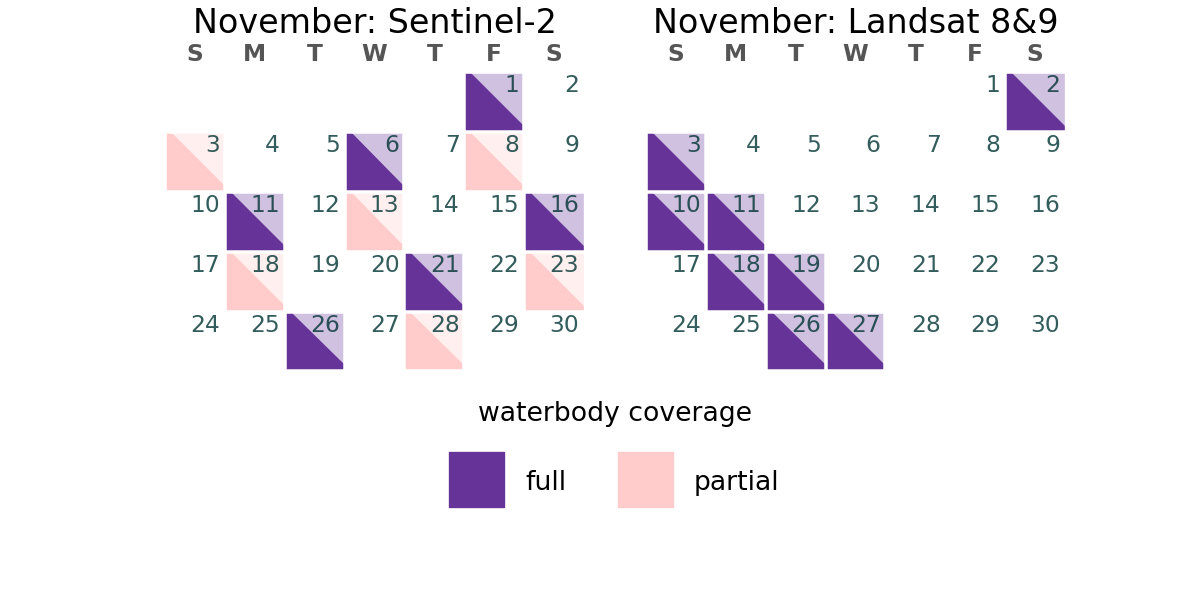 November: Sentinel-2
S M T W T F S
1 2
3 4 5 6 7 8 9
10 11 12 13 14 15 16
17 18 19 20 21 22 23
24 25 26 27 28 29 30
November: Landsat 8&9
S M T W T F S
1 2
3 4 5 6 7 8 9
10 11 12 13 14 15 16
17 18 19 20 21 22 23
24 25 26 27 28 29 30
waterbody coverage
full partial